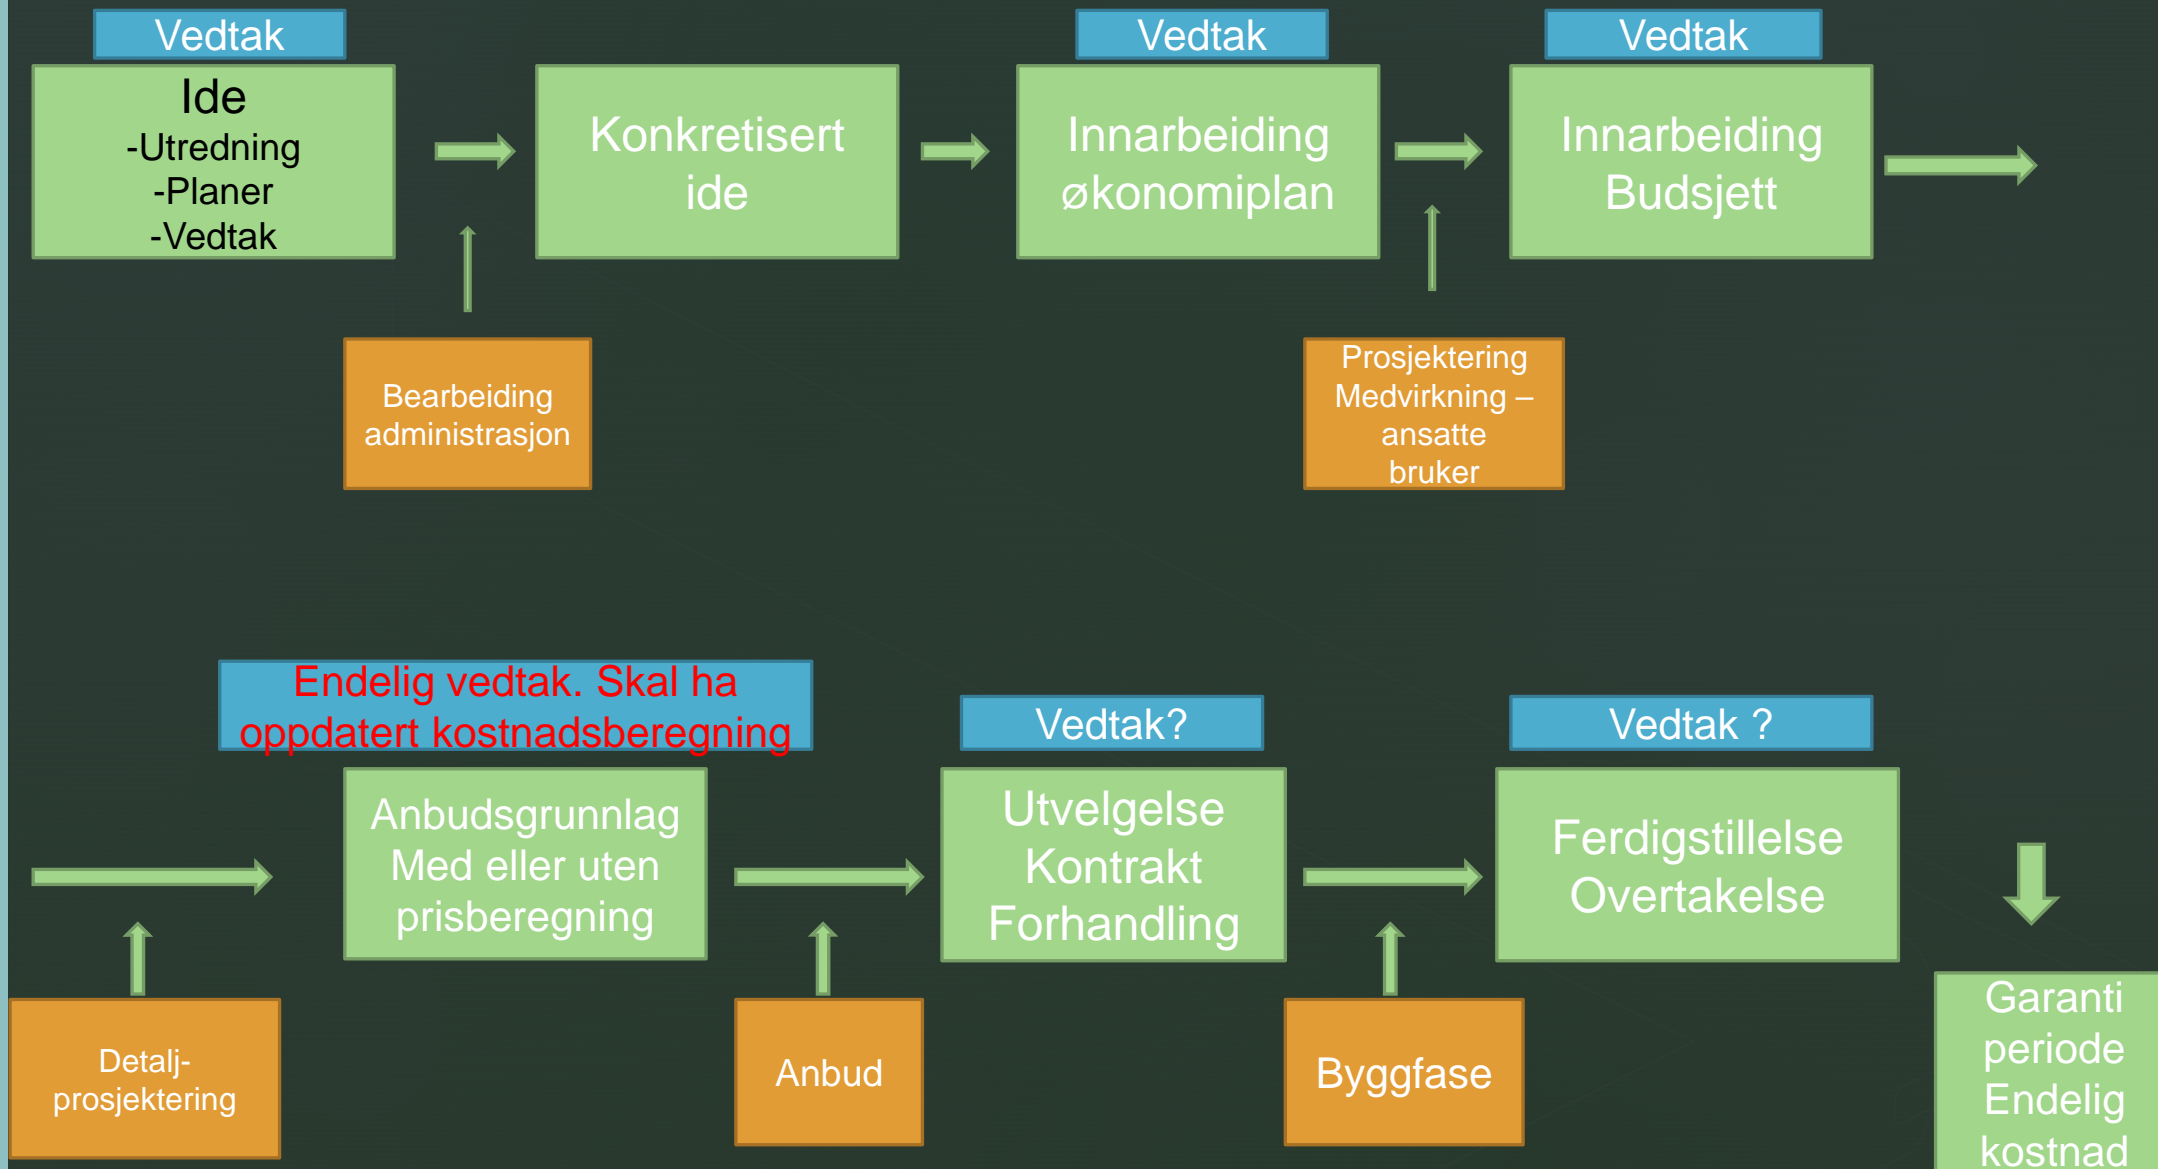 Vedtak
Ide
-Utredning
-Planer
-Vedtak
Konkretisert
ide
Vedtak
Innarbeiding
økonomiplan
Vedtak
Innarbeiding
Budsjett
Bearbeiding
administrasjon
Prosjektering
Medvirkning –
ansatte
bruker
Endelig vedtak. Skal ha
oppdatert kostnadsberegning
Anbudsgrunnlag
Med eller uten
prisberegning
Vedtak?
Utvelgelse
Kontrakt
Forhandling
Vedtak ?
Ferdigstillelse
Overtakelse
Detalj-
prosjektering
Anbud
Byggfase
Garanti
periode
Endelig
kostnad